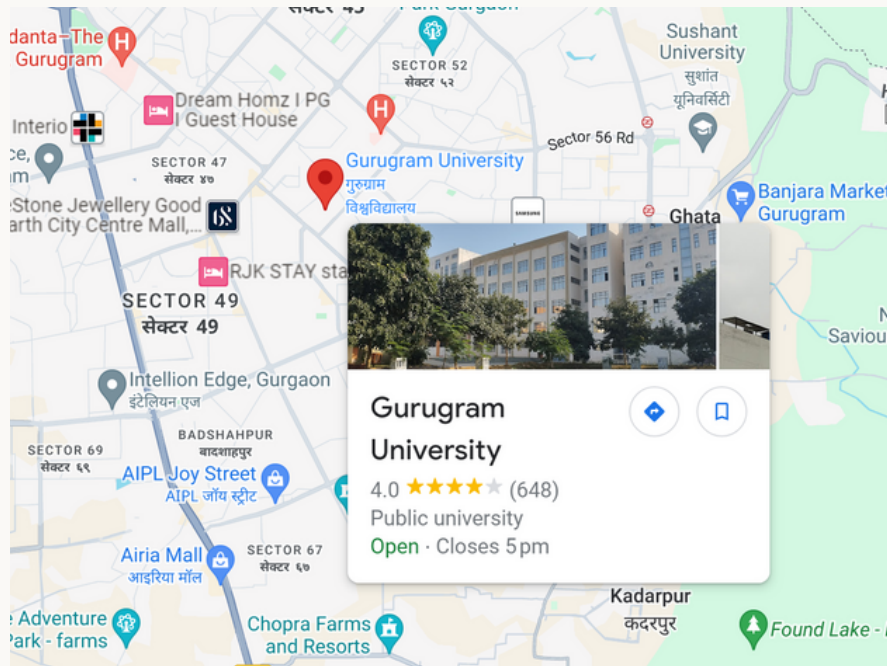 सेक्टर 45
Park Gurgaon
danta–The
Gurugram
H
SECTOR 52
सेक्टर ५२
Sushant
University
सुशांत
यूनिवर्सिटी
Dream Homz I PG
I Guest House
H
Interio
ce,
m
SECTOR 47
सेक्टर ४७
Sector 56 Rd
Gurugram University
गुरुग्राम
विश्वविद्यालय
Stone Jewellery Good
arth City Centre Mall,...
SAMSUNG
Ghata
Banjara Market
Gurugram
RJK STAY sta
SECTOR 49
सेक्टर 49
N
Saviou
Intellion Edge, Gurgaon
इंटेलियन एज
Gurugram
University
4.0 ★★★★★ (648)
Public university
Open · Closes 5 pm
SECTOR 69
सेक्टर ६९
BADSHAHPUR
बादशाहपुर
AIPL Joy Street
AIPL जॉय स्ट्रीट
Airia Mall
आइरिया मॉल
SECTOR 67
सेक्टर ६७
Kadarpur
कदरपुर
Adventure
Park - farms
Chopra Farms
and Resorts
Found Lake -